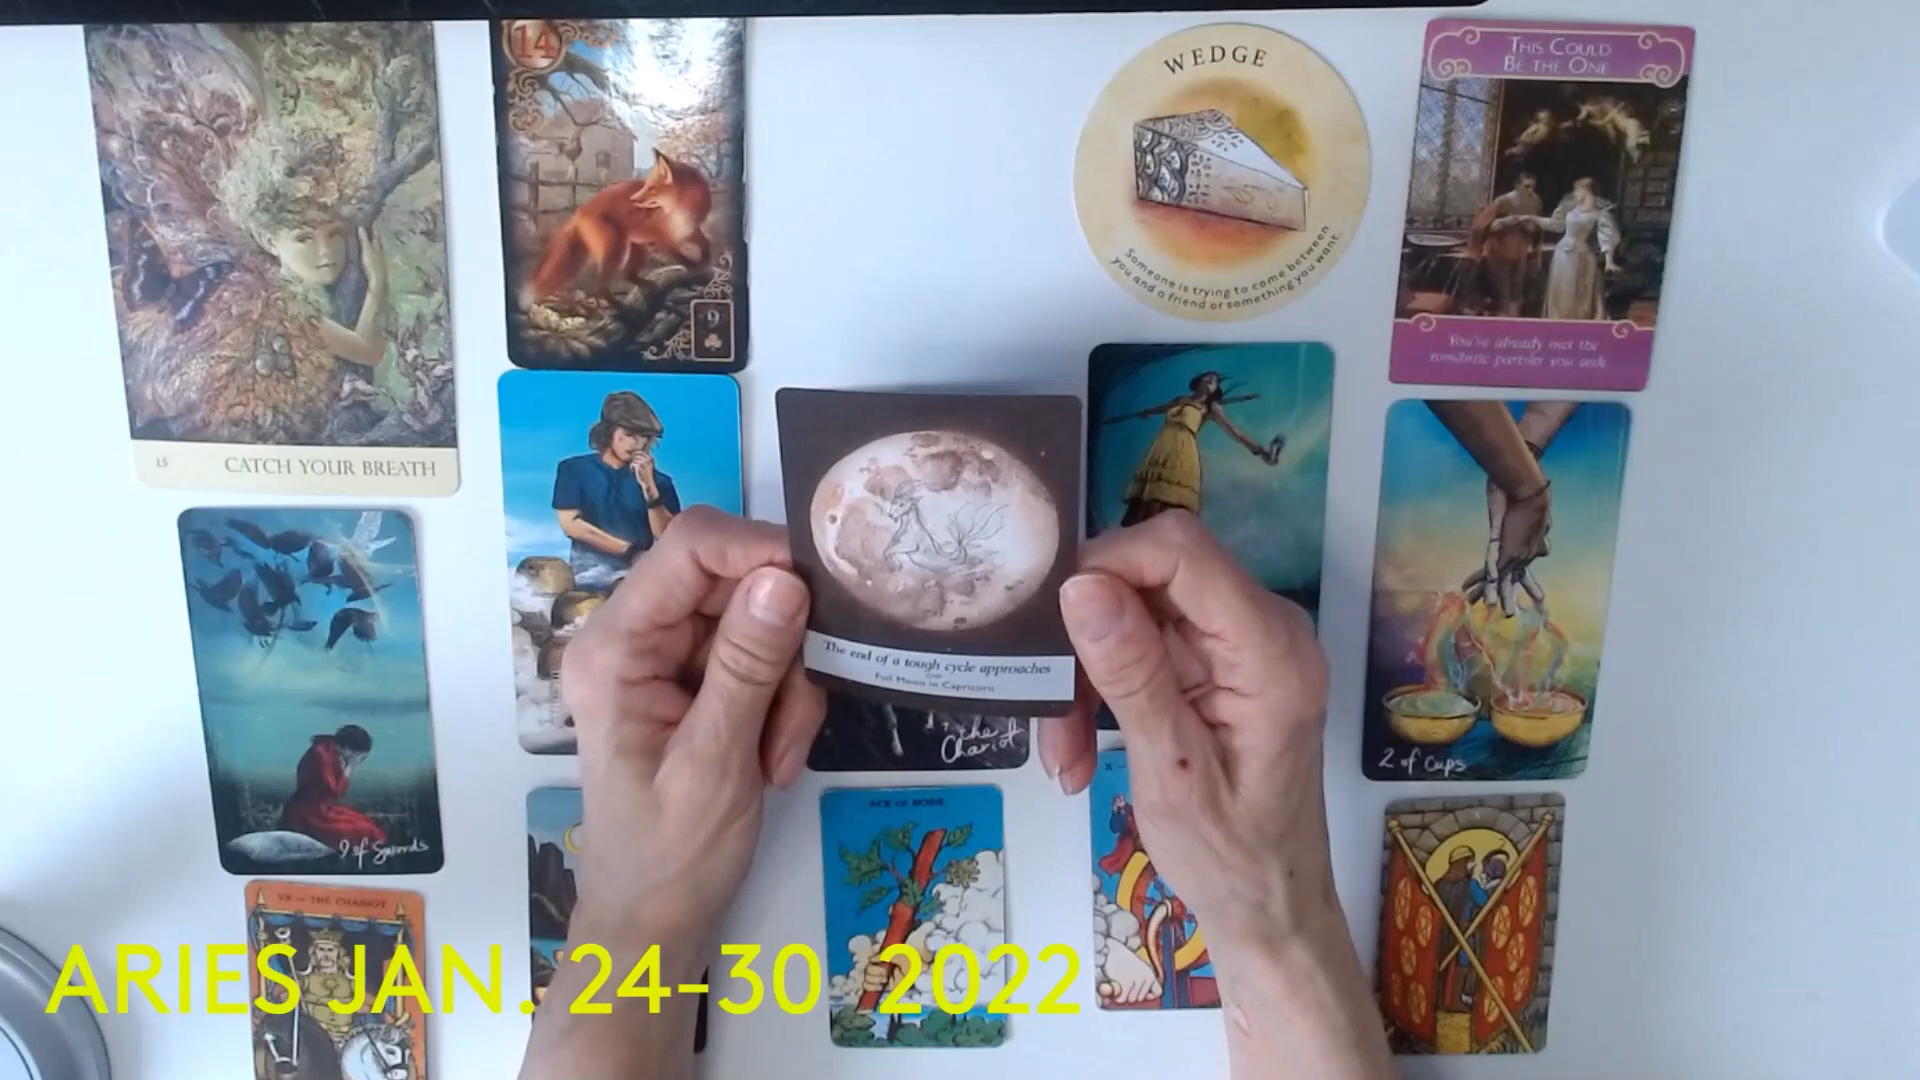 14
WEDGE
THIS COULD
BE THE ONE
Someone is trying to come between
you and a friend or something you want.
9
You've already met the
romantic partner you seek
15 CATCH YOUR BREATH
The end of a tough cycle approaches
Full Moon in Capricorn
the
Chariot
2 of Cups
X —
ACE OF RODS
9 of Swords
VII — THE CHARIOT
ARIES JAN. 24-30 2022